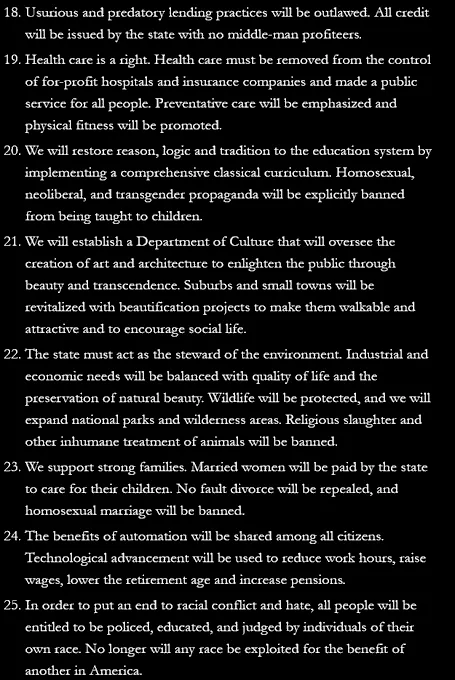 18. Usurious and predatory lending practices will be outlawed. All credit
will be issued by the state with no middle-man profiteers.
19. Health care is a right. Health care must be removed from the control
of for-profit hospitals and insurance companies and made a public
service for all people. Preventative care will be emphasized and
physical fitness will be promoted.
20. We will restore reason, logic and tradition to the education system by
implementing a comprehensive classical curriculum. Homosexual,
neoliberal, and transgender propaganda will be explicitly banned
from being taught to children.
21. We will establish a Department of Culture that will oversee the
creation of art and architecture to enlighten the public through
beauty and transcendence. Suburbs and small towns will be
revitalized with beautification projects to make them walkable and
attractive and to encourage social life.
22. The state must act as the steward of the environment. Industrial and
economic needs will be balanced with quality of life and the
preservation of natural beauty. Wildlife will be protected, and we will
expand national parks and wilderness areas. Religious slaughter and
other inhumane treatment of animals will be banned.
23. We support strong families. Married women will be paid by the state
to care for their children. No fault divorce will be repealed, and
homosexual marriage will be banned.
24. The benefits of automation will be shared among all citizens.
Technological advancement will be used to reduce work hours, raise
wages, lower the retirement age and increase pensions.
25. In order to put an end to racial conflict and hate, all people will be
entitled to be policed, educated, and judged by individuals of their
own race. No longer will any race be exploited for the benefit of
another in America.